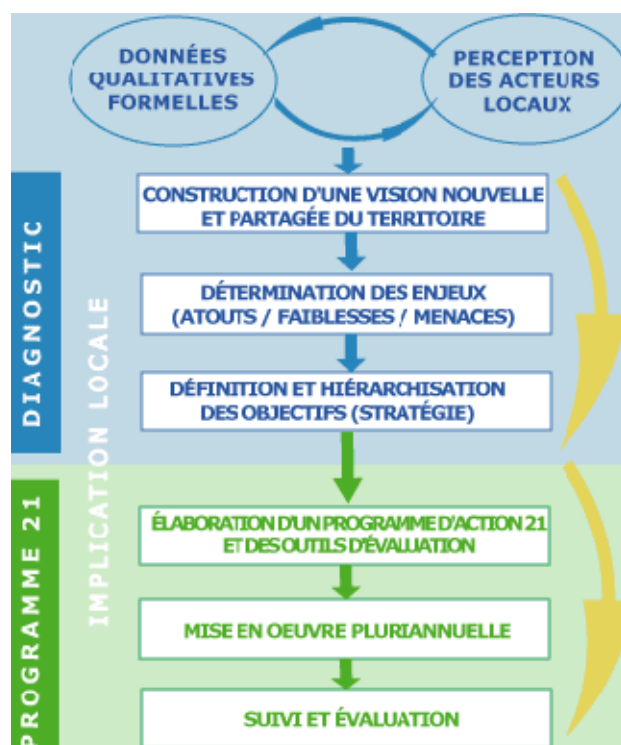 DONNÉES
QUALITATIVES
FORMELLES
PERCEPTION
DES ACTEURS
LOCAUX
DIAGNOSTIC
IMPLICATION LOCALE
CONSTRUCTION D'UNE VISION NOUVELLE
ET PARTAGÉE DU TERRITOIRE
DÉTERMINATION DES ENJEUX
(ATOUTS / FAIBLESSES / MENACES)
DÉFINITION ET HIÉRARCHISATION
DES OBJECTIFS (STRATÉGIE)
PROGRAMME 21
ÉLABORATION D'UN PROGRAMME D'ACTION 21
ET DES OUTILS D'ÉVALUATION
MISE EN OEUVRE PLURIANNUELLE
SUIVI ET ÉVALUATION